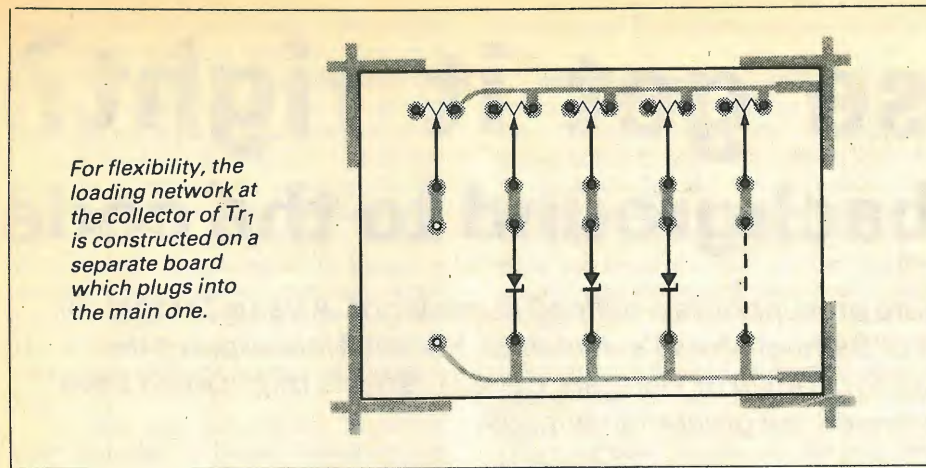 For flexibility, the
loading network at
the collector of Tr₁
is constructed on a
separate board
which plugs into
the main one.